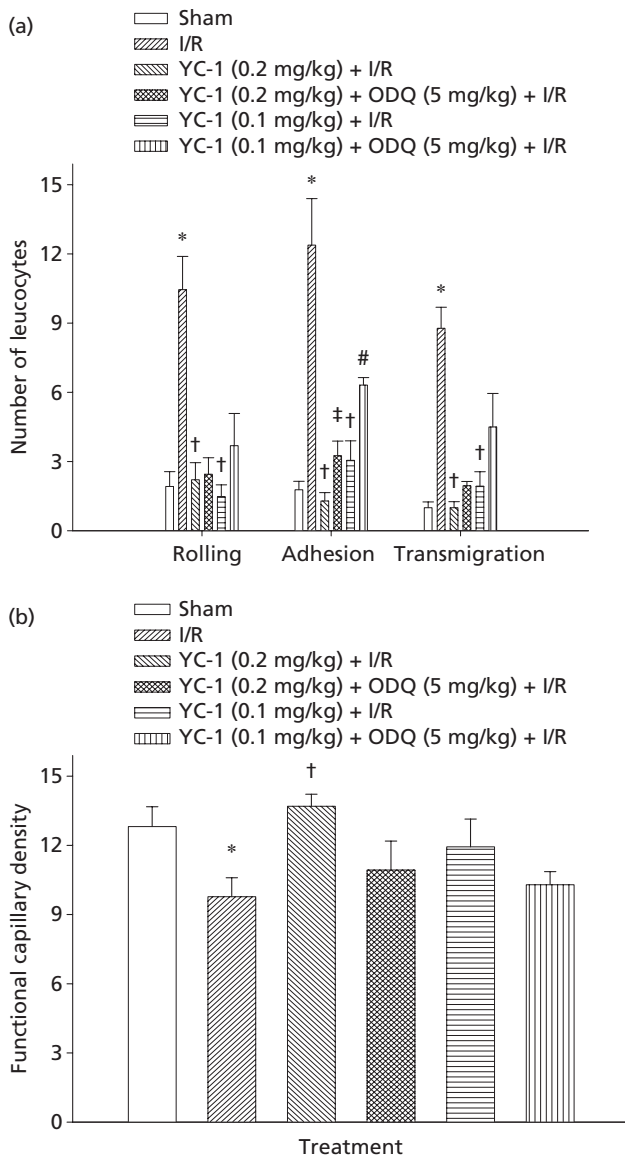 (a)
Sham
I/R
YC-1 (0.2 mg/kg) + I/R
YC-1 (0.2 mg/kg) + ODQ (5 mg/kg) + I/R
YC-1 (0.1 mg/kg) + I/R
YC-1 (0.1 mg/kg) + ODQ (5 mg/kg) + I/R
Number of leucocytes
15
12
9
6
3
0
* † †
* † ‡ † #
* † †
Rolling Adhesion Transmigration
(b)
Sham
I/R
YC-1 (0.2 mg/kg) + I/R
YC-1 (0.2 mg/kg) + ODQ (5 mg/kg) + I/R
YC-1 (0.1 mg/kg) + I/R
YC-1 (0.1 mg/kg) + ODQ (5 mg/kg) + I/R
Functional capillary density
15
12
9
6
3
0
* †
Treatment